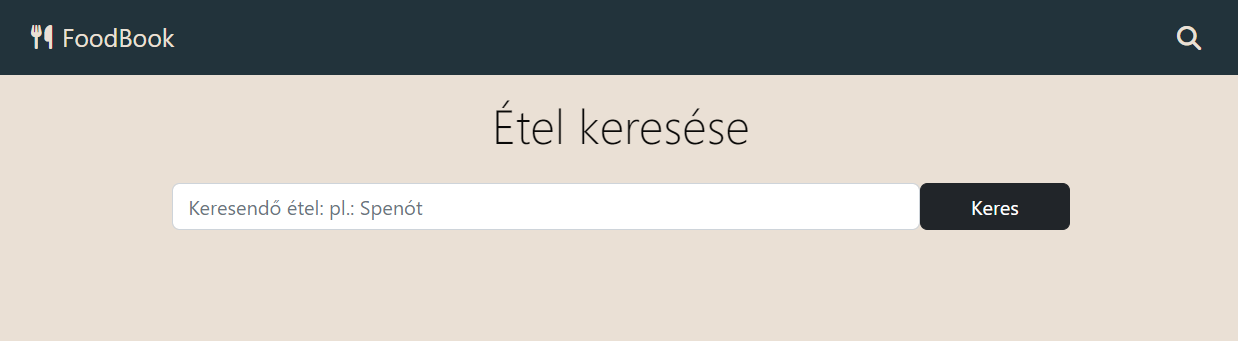 FoodBook
Étel keresése
Keresendő étel: pl.: Spenót
Keres